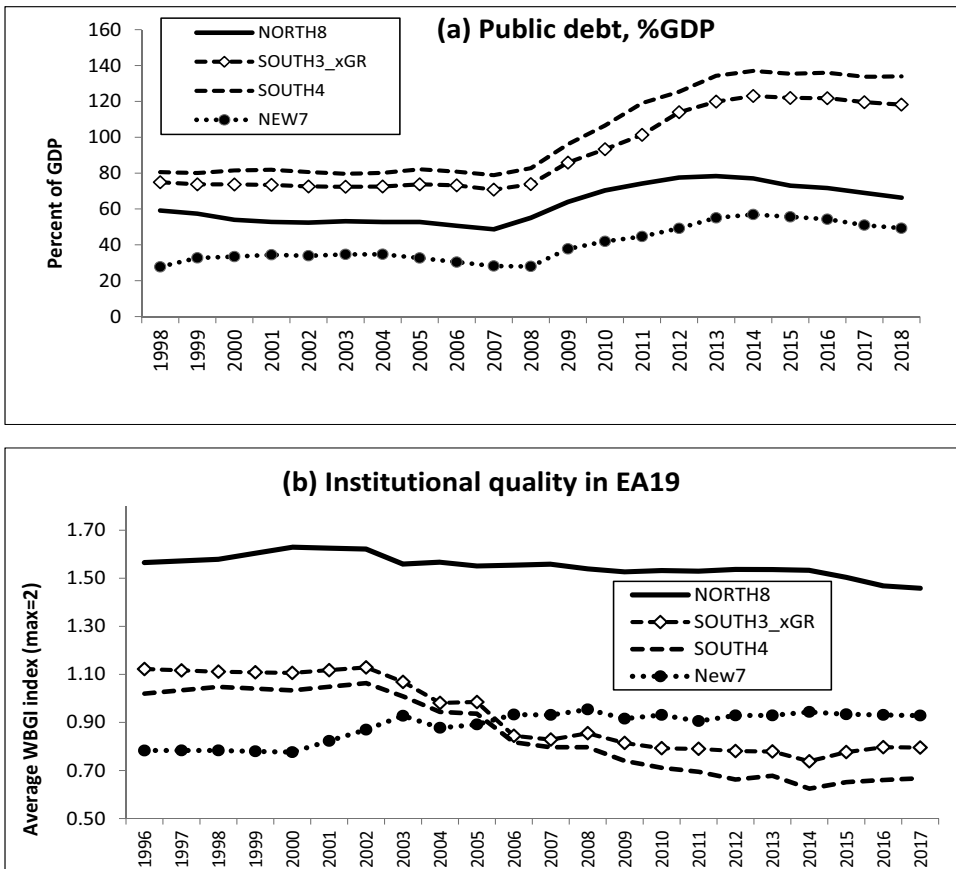 (a) Public debt, %GDP
NORTH8
SOUTH3_xGR
SOUTH4
NEW7
Percent of GDP
160
140
120
100
80
60
40
20
0
1998 1999 2000 2001 2002 2003 2004 2005 2006 2007 2008 2009 2010 2011 2012 2013 2014 2015 2016 2017 2018
(b) Institutional quality in EA19
Average WBGI index (max=2)
1.70
1.50
1.30
1.10
0.90
0.70
0.50
NORTH8
SOUTH3_xGR
SOUTH4
New7
1996 1997 1998 1999 2000 2001 2002 2003 2004 2005 2006 2007 2008 2009 2010 2011 2012 2013 2014 2015 2016 2017